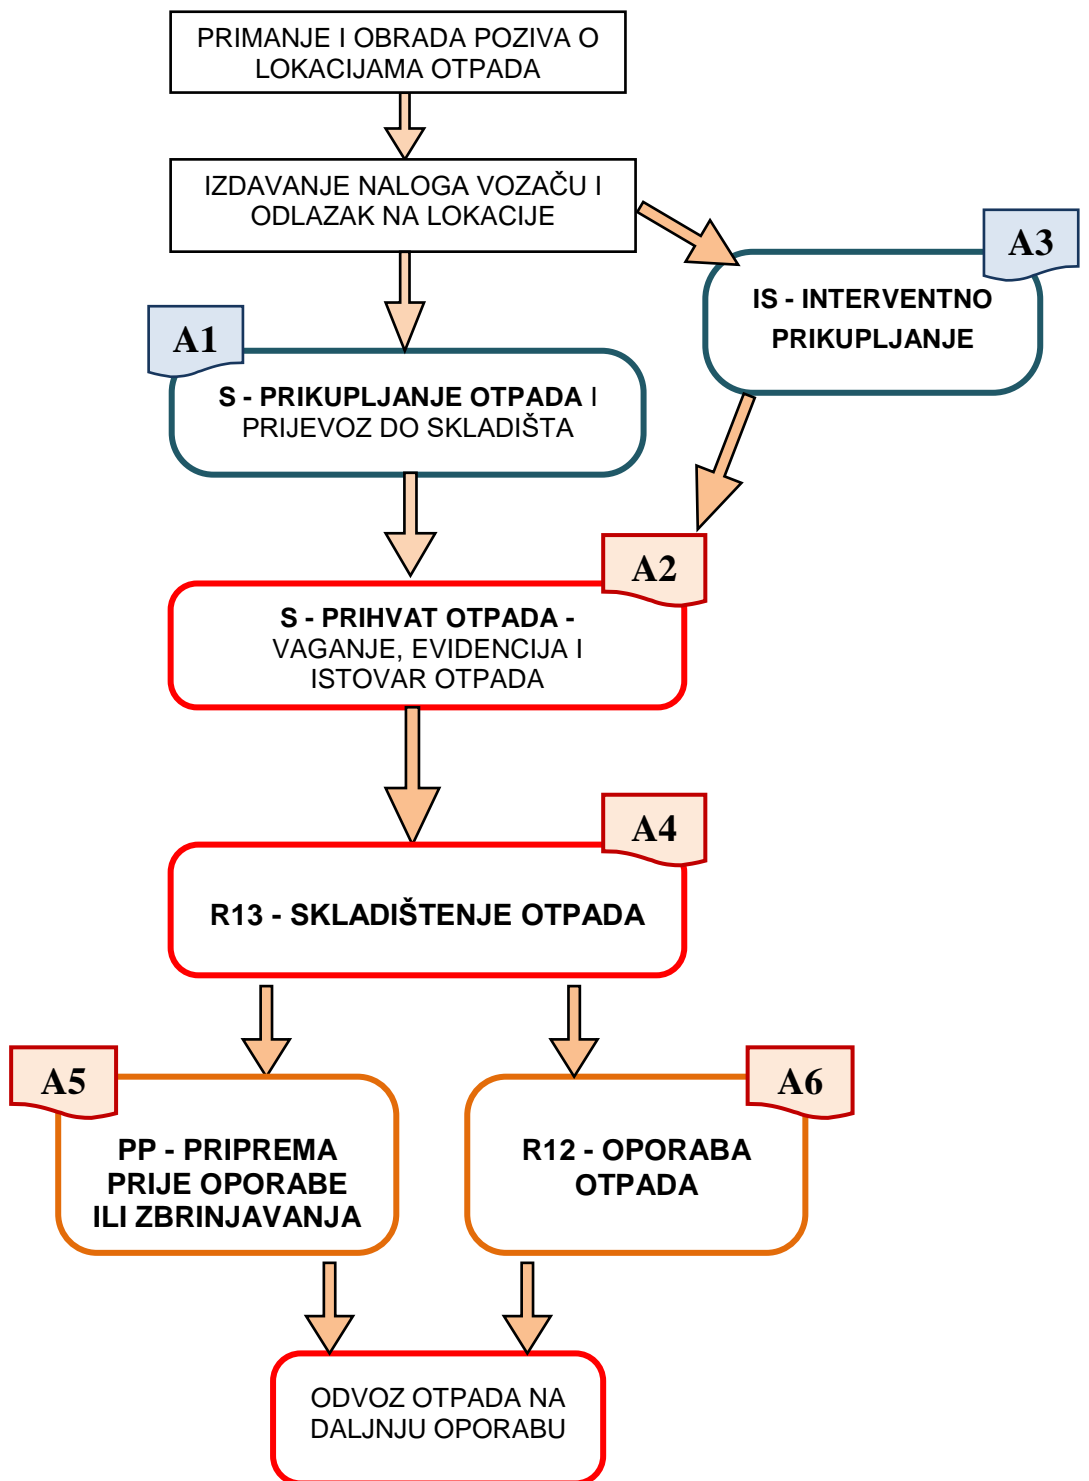 PRIMANJE I OBRADA POZIVA O
LOKACIJAMA OTPADA
IZDAVANJE NALOGA VOZAČU I
ODLAZAK NA LOKACIJE
A3
IS - INTERVENTNO
PRIKUPLJANJE
A1
S - PRIKUPLJANJE OTPADA I
PRIJEVOZ DO SKLADIŠTA
A2
S - PRIHVAT OTPADA -
VAGANJE, EVIDENCIJA I
ISTOVAR OTPADA
A4
R13 - SKLADIŠTENJE OTPADA
A5
PP - PRIPREMA
PRIJE OPORABE
ILI ZBRINJAVANJA
A6
R12 - OPORABA
OTPADA
ODVOZ OTPADA NA
DALJNJU OPORABU